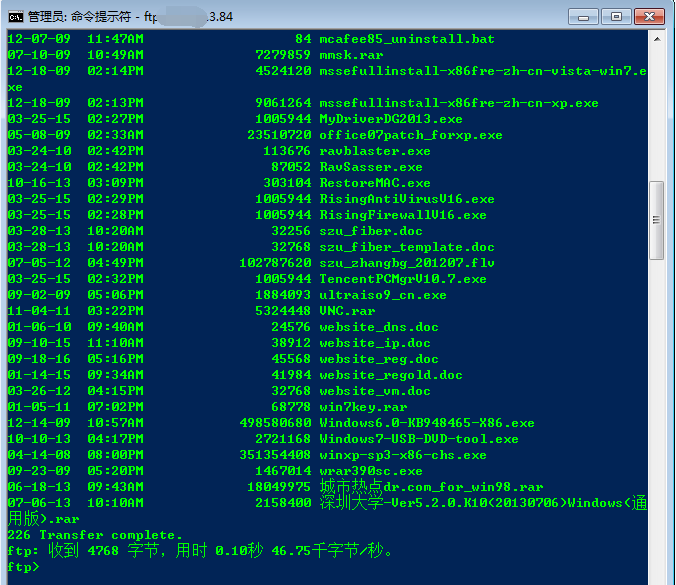 管理员: 命令提示符 - ftp 3.84
12-07-09  11:47AM                   84 mcafee85_uninstall.bat
07-10-09  10:49AM              7279859 mmsk.rar
12-18-09  02:14PM              4524120 mssefullinstall-x86fre-zh-cn-vista-win7.e
xe
12-18-09  02:13PM              9061264 mssefullinstall-x86fre-zh-cn-xp.exe
03-25-15  02:27PM              1005944 MyDriverDG2013.exe
05-08-09  02:33AM             23510720 office07patch_forxp.exe
03-24-10  02:42PM               113676 ravblaster.exe
03-24-10  02:42PM                87052 RavSasser.exe
10-16-13  03:09PM               303104 RestoreMAC.exe
03-25-15  02:29PM              1005944 RisingAntiVirusV16.exe
03-25-15  02:28PM              1005944 RisingFirewallV16.exe
03-28-13  10:20AM                32256 szu_fiber.doc
03-28-13  10:20AM                32768 szu_fiber_template.doc
07-05-12  04:49PM            102787620 szu_zhangbg_201207.flv
03-25-15  02:32PM              1005944 TencentPCMgrV10.7.exe
09-02-09  05:06PM              1884093 ultraiso9_cn.exe
11-04-11  03:22PM              5324448 VNC.rar
01-06-10  09:40AM                24576 website_dns.doc
09-10-15  11:10AM                38912 website_ip.doc
09-18-16  05:16PM                45568 website_reg.doc
01-14-15  09:34AM                41984 website_regold.doc
03-26-12  04:15PM                32768 website_vm.doc
01-05-11  07:02PM                68778 win7key.rar
12-14-09  10:57AM            498580680 Windows6.0-KB948465-X86.exe
10-10-13  04:17PM              2721168 Windows7-USB-DVD-tool.exe
04-14-08  08:00PM            351354408 winxp-sp3-x86-chs.exe
09-23-09  05:20PM              1467014 wrar390sc.exe
06-18-13  09:43AM             18049975 城市热点dr.com_for_win98.rar
07-06-13  10:10AM              2158400 深圳大学-Ver5.2.0.K10(20130706)Windows(通
用版).rar
226 Transfer complete.
ftp: 收到 4768 字节，用时 0.10秒 46.75千字节/秒。
ftp>